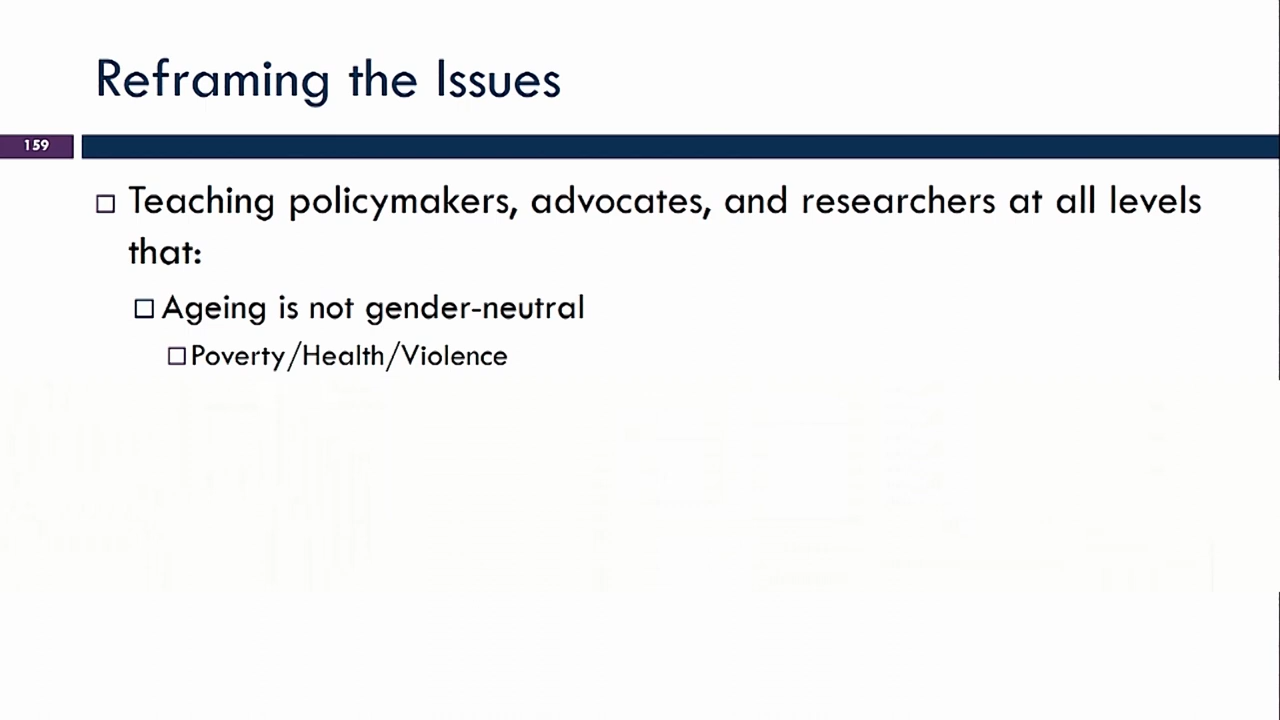 Reframing the Issues
159
Teaching policymakers, advocates, and researchers at all levels
that:
Ageing is not gender-neutral
Poverty/Health/Violence